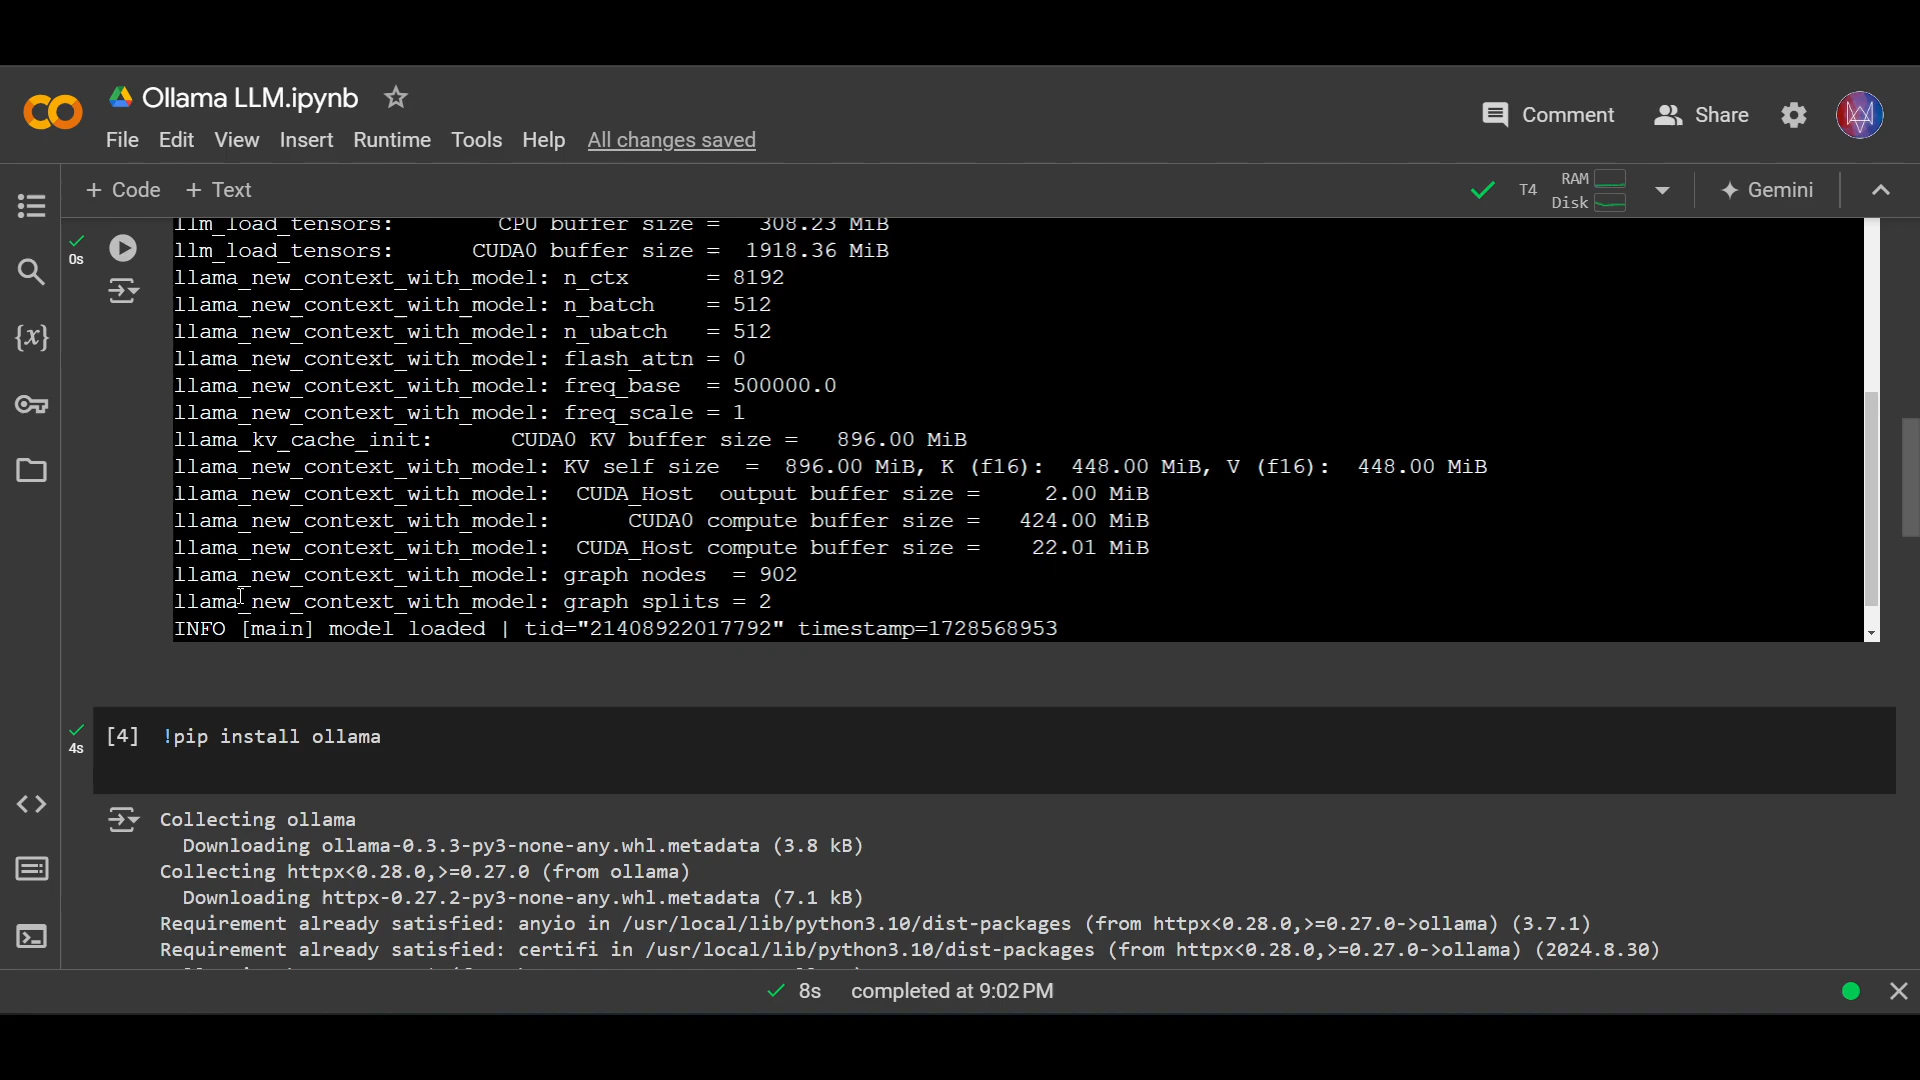 Ollama LLM.ipynb
File Edit View Insert Runtime Tools Help All changes saved
Comment Share
+ Code + Text
T4 RAM Disk Gemini
llm_load_tensors: CPU buffer size = 308.23 MiB
0s
llm_load_tensors: CUDA0 buffer size = 1918.36 MiB
llama_new_context_with_model: n_ctx = 8192
llama_new_context_with_model: n_batch = 512
llama_new_context_with_model: n_ubatch = 512
llama_new_context_with_model: flash_attn = 0
llama_new_context_with_model: freq_base = 500000.0
llama_new_context_with_model: freq_scale = 1
llama_kv_cache_init: CUDA0 KV buffer size = 896.00 MiB
llama_new_context_with_model: KV self size = 896.00 MiB, K (f16): 448.00 MiB, V (f16): 448.00 MiB
llama_new_context_with_model: CUDA_Host output buffer size = 2.00 MiB
llama_new_context_with_model: CUDA0 compute buffer size = 424.00 MiB
llama_new_context_with_model: CUDA_Host compute buffer size = 22.01 MiB
llama_new_context_with_model: graph nodes = 902
llama_new_context_with_model: graph splits = 2
INFO [main] model loaded | tid="21408922017792" timestamp=1728568953
4s
[4] !pip install ollama
Collecting ollama
Downloading ollama-0.3.3-py3-none-any.whl.metadata (3.8 kB)
Collecting httpx<0.28.0,>=0.27.0 (from ollama)
Downloading httpx-0.27.2-py3-none-any.whl.metadata (7.1 kB)
Requirement already satisfied: anyio in /usr/local/lib/python3.10/dist-packages (from httpx<0.28.0,>=0.27.0->ollama) (3.7.1)
Requirement already satisfied: certifi in /usr/local/lib/python3.10/dist-packages (from httpx<0.28.0,>=0.27.0->ollama) (2024.8.30)
8s completed at 9:02 PM